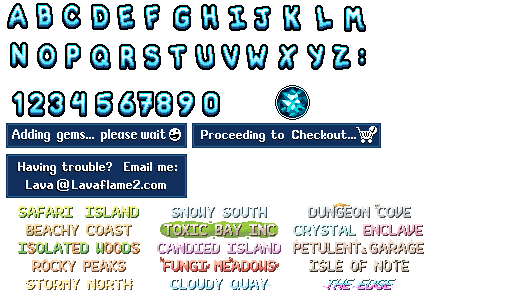 A B C D E F G H I J K L M
N O P Q R S T U V W X Y Z :
1 2 3 4 5 6 7 8 9 0
Adding gems... please wait
Proceeding to Checkout...
Having trouble? Email me:
Lava@Lavaflame2.com
SAFARI ISLAND SNOWY SOUTH DUNGEON COVE
BEACHY COAST TOXIC BAY INC CRYSTAL ENCLAVE
ISOLATED WOODS CANDIED ISLAND PETULENT GARAGE
ROCKY PEAKS FUNGI MEADOWS ISLE OF NOTE
STORMY NORTH CLOUDY QUAY THE EDGE